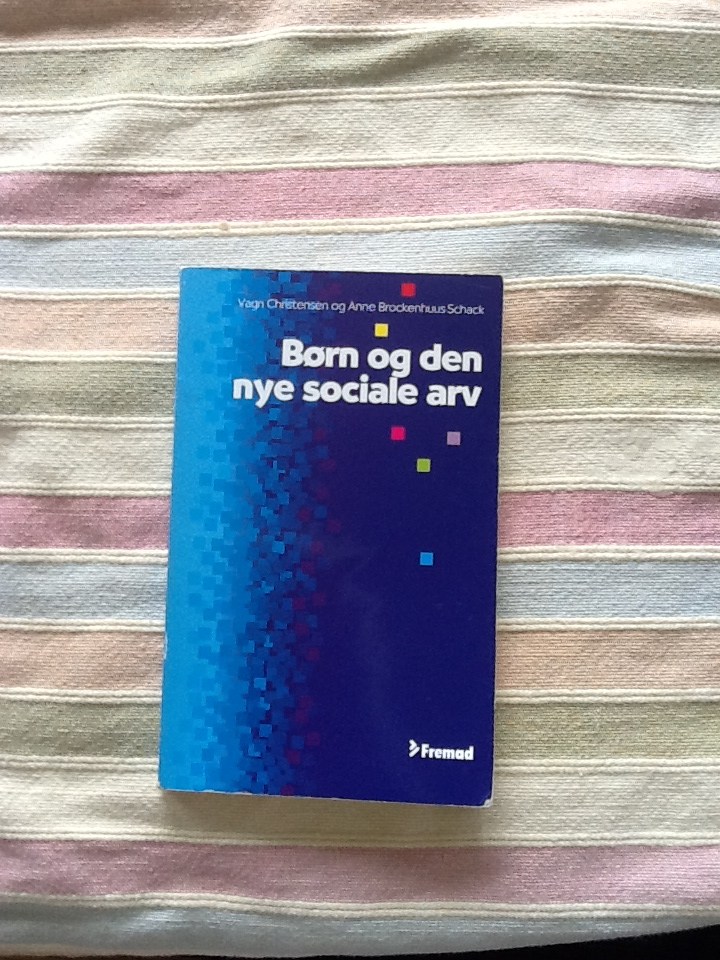 Vagn Christensen og Anne Brockenhuus Schack
Børn og den
nye sociale arv
Fremad